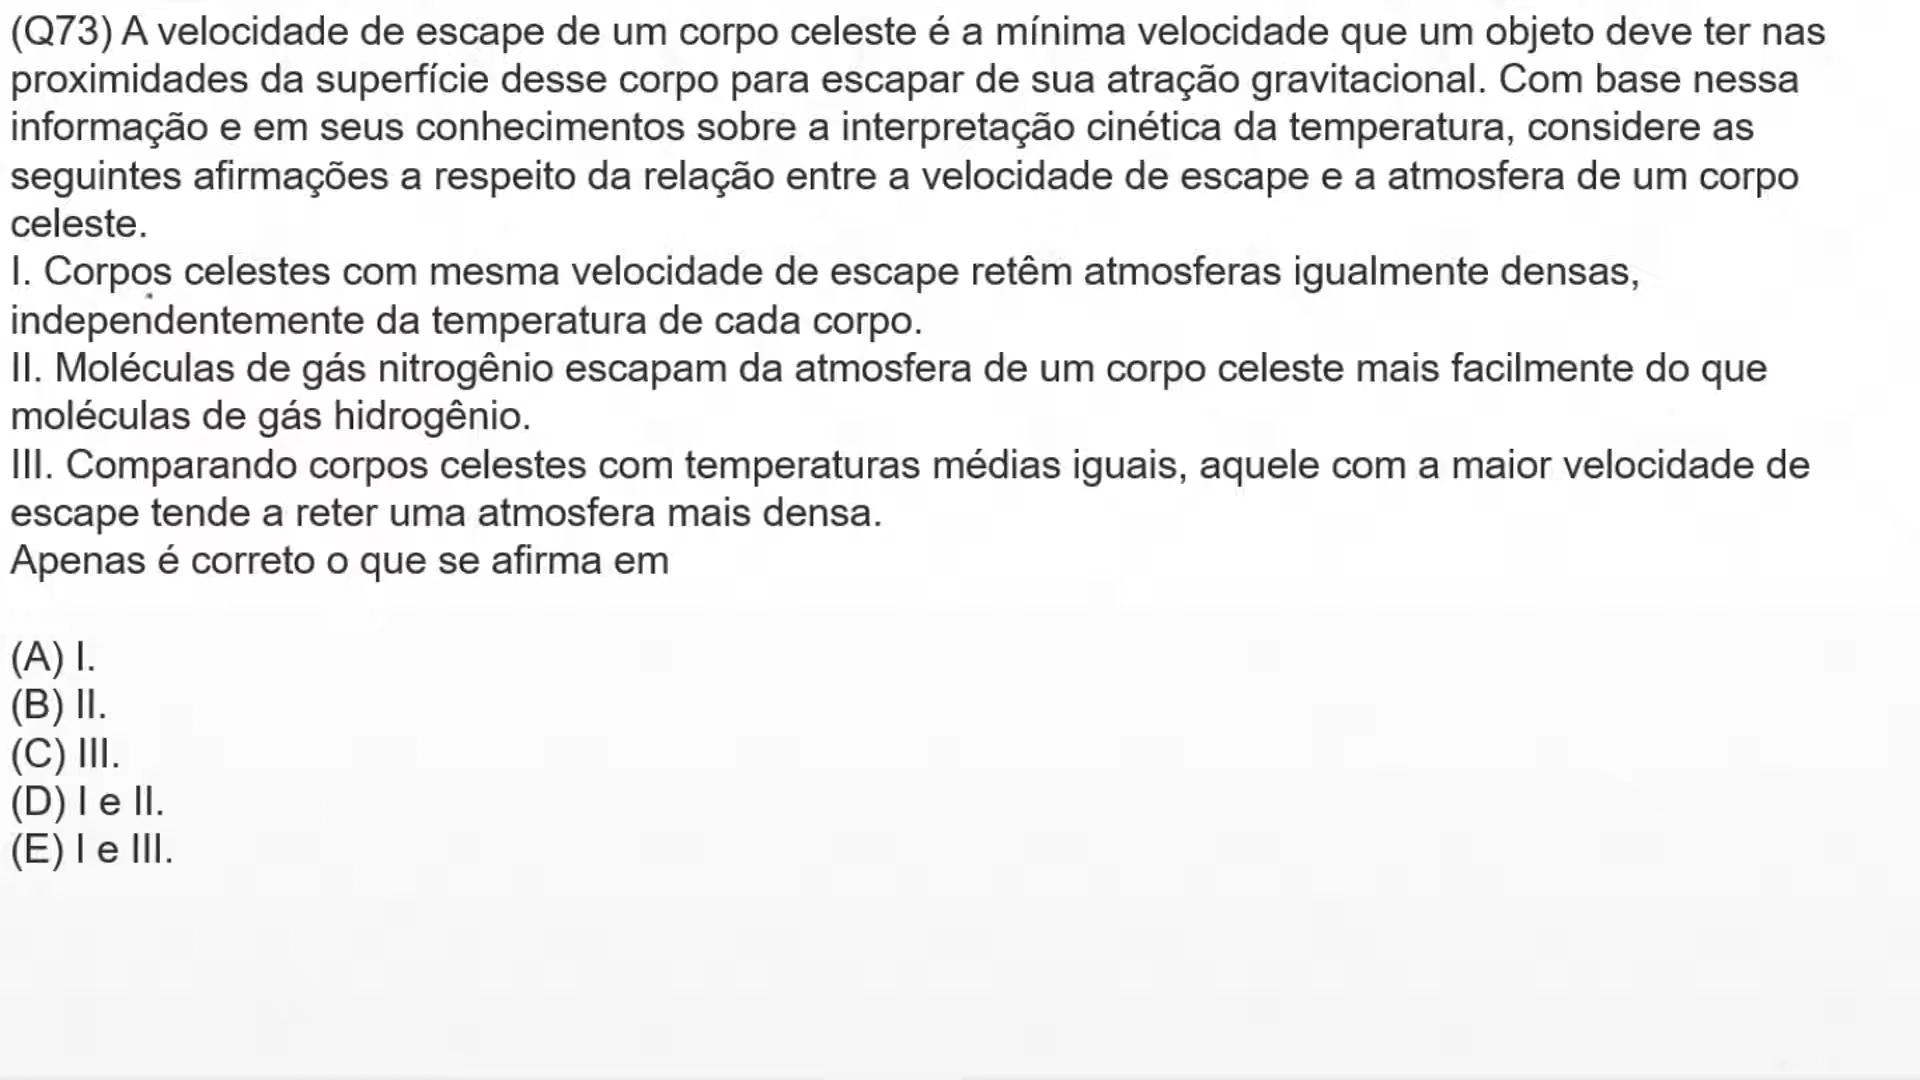 (Q73) A velocidade de escape de um corpo celeste é a mínima velocidade que um objeto deve ter nas
proximidades da superfície desse corpo para escapar de sua atração gravitacional. Com base nessa
informação e em seus conhecimentos sobre a interpretação cinética da temperatura, considere as
seguintes afirmações a respeito da relação entre a velocidade de escape e a atmosfera de um corpo
celeste.
I. Corpos celestes com mesma velocidade de escape retêm atmosferas igualmente densas,
independentemente da temperatura de cada corpo.
II. Moléculas de gás nitrogênio escapam da atmosfera de um corpo celeste mais facilmente do que
moléculas de gás hidrogênio.
III. Comparando corpos celestes com temperaturas médias iguais, aquele com a maior velocidade de
escape tende a reter uma atmosfera mais densa.
Apenas é correto o que se afirma em
(A) I.
(B) II.
(C) III.
(D) I e II.
(E) I e III.